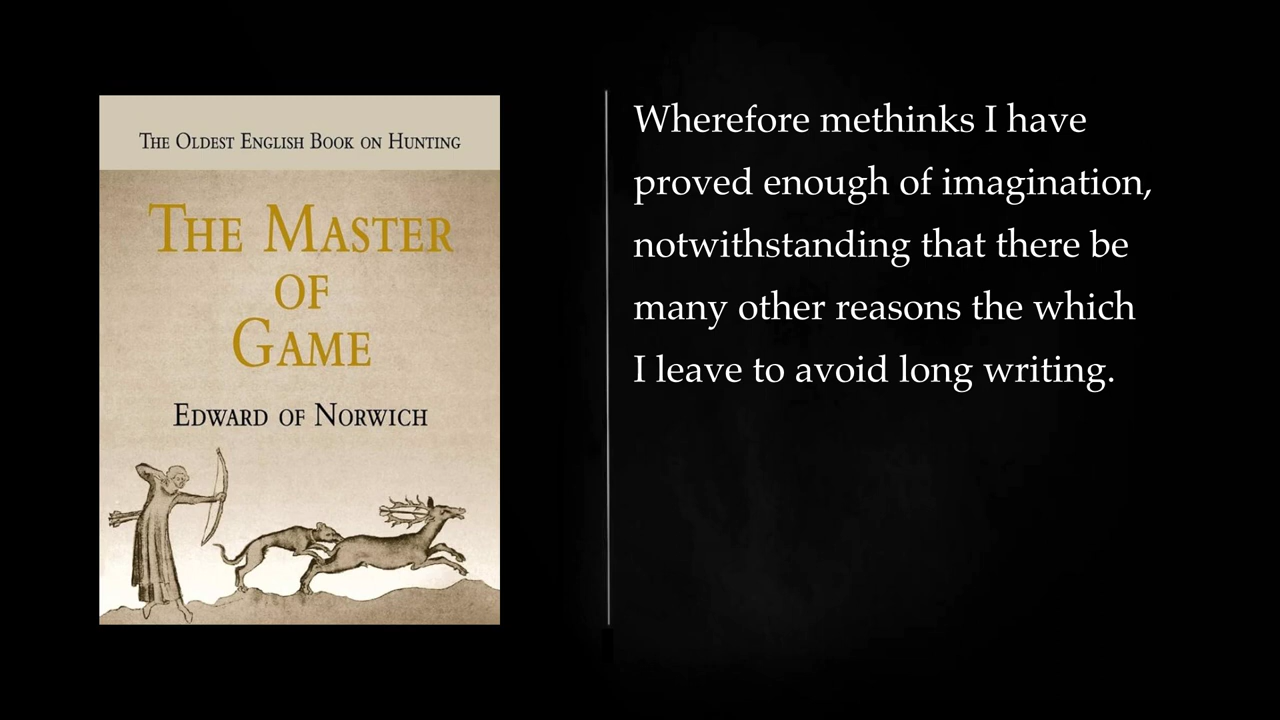 THE OLDEST ENGLISH BOOK ON HUNTING
THE MASTER
OF
GAME
EDWARD OF NORWICH
Wherefore methinks I have
proved enough of imagination,
notwithstanding that there be
many other reasons the which
I leave to avoid long writing.